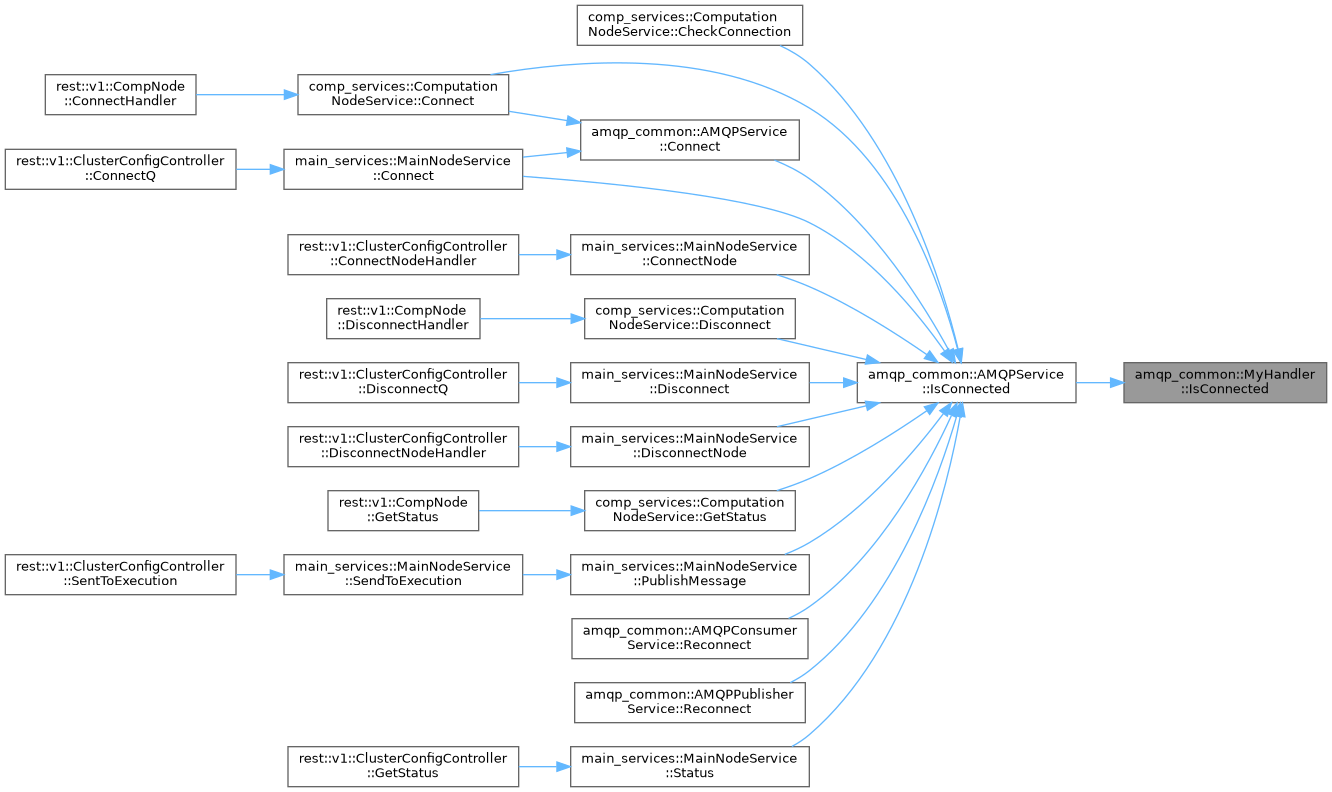 comp_services::Computation
NodeService::CheckConnection
rest::v1::CompNode
::ConnectHandler
comp_services::Computation
NodeService::Connect
amqp_common::AMQPService
::Connect
rest::v1::ClusterConfigController
::ConnectQ
main_services::MainNodeService
::Connect
rest::v1::ClusterConfigController
::ConnectNodeHandler
main_services::MainNodeService
::ConnectNode
rest::v1::CompNode
::DisconnectHandler
comp_services::Computation
NodeService::Disconnect
rest::v1::ClusterConfigController
::DisconnectQ
main_services::MainNodeService
::Disconnect
amqp_common::AMQPService
::IsConnected
amqp_common::MyHandler
::IsConnected
rest::v1::ClusterConfigController
::DisconnectNodeHandler
main_services::MainNodeService
::DisconnectNode
rest::v1::CompNode
::GetStatus
comp_services::Computation
NodeService::GetStatus
rest::v1::ClusterConfigController
::SentToExecution
main_services::MainNodeService
::SendToExecution
main_services::MainNodeService
::PublishMessage
amqp_common::AMQPConsumer
Service::Reconnect
amqp_common::AMQPPublisher
Service::Reconnect
rest::v1::ClusterConfigController
::GetStatus
main_services::MainNodeService
::Status